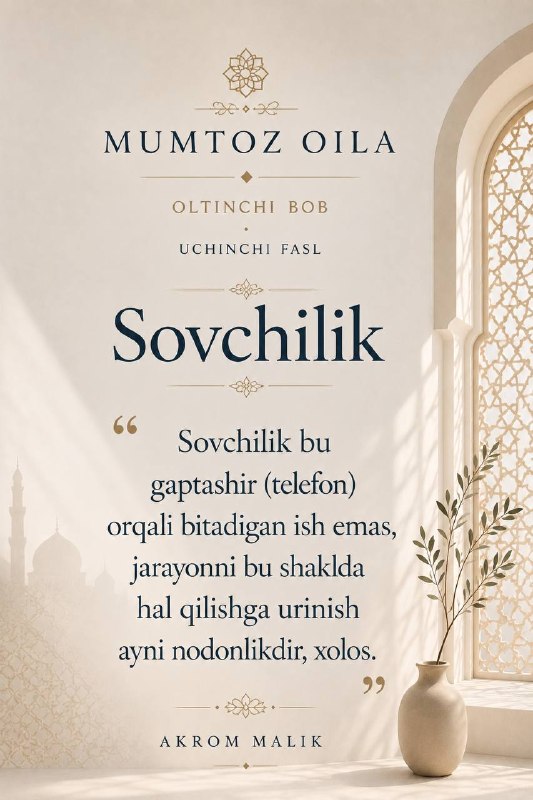 MUMTOZ OILA
OLTINCHI BOB
UCHINCHI FASL
Sovchilik
“
Sovchilik bu
gaptashir (telefon)
orqali bitadigan ish emas,
jarayonni bu shaklda
hal qilishga urinish
ayni nodonlikdir, xolos.
”
AKROM MALIK